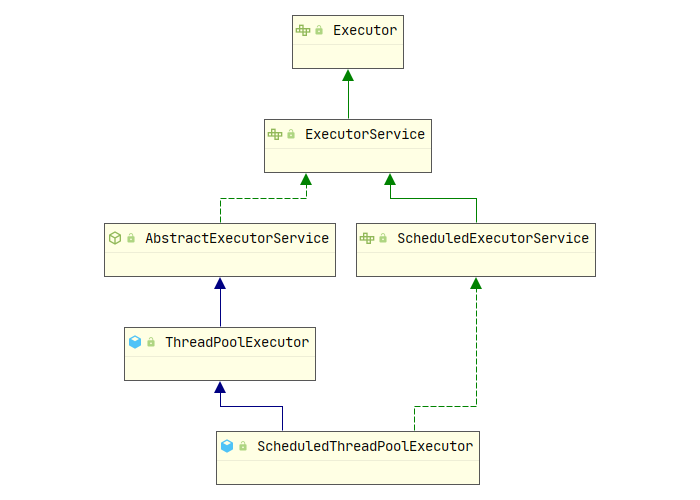 Executor
ExecutorService
AbstractExecutorService
ScheduledExecutorService
ThreadPoolExecutor
ScheduledThreadPoolExecutor